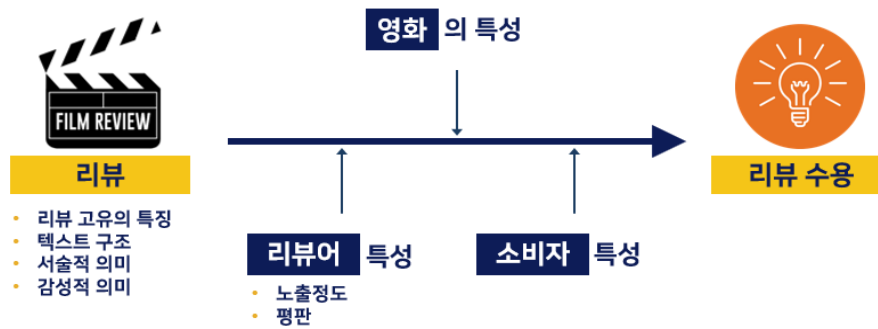 영화 의 특성
FILM REVIEW
리뷰
리뷰 수용
• 리뷰 고유의 특징
• 텍스트 구조
• 서술적 의미
• 감성적 의미
리뷰어 특성
• 노출정도
• 평판
소비자 특성